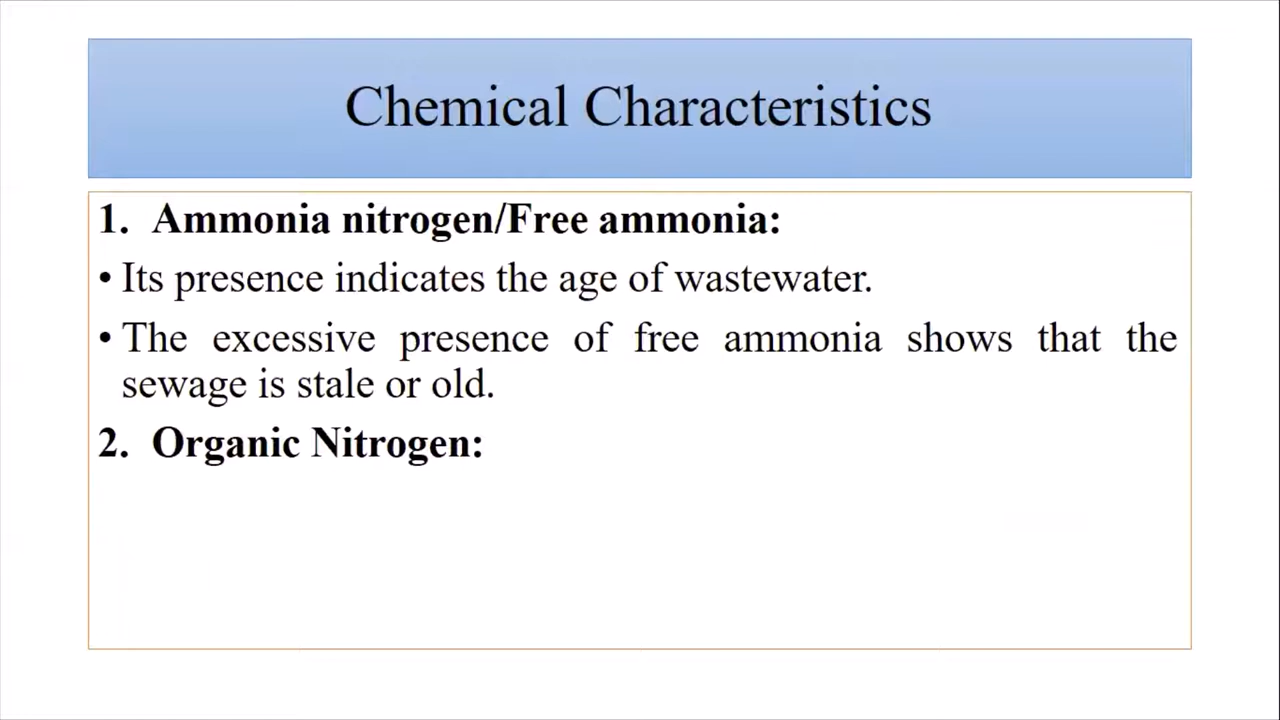 Chemical Characteristics
1. Ammonia nitrogen/Free ammonia:
• Its presence indicates the age of wastewater.
• The excessive presence of free ammonia shows that the
sewage is stale or old.
2. Organic Nitrogen: